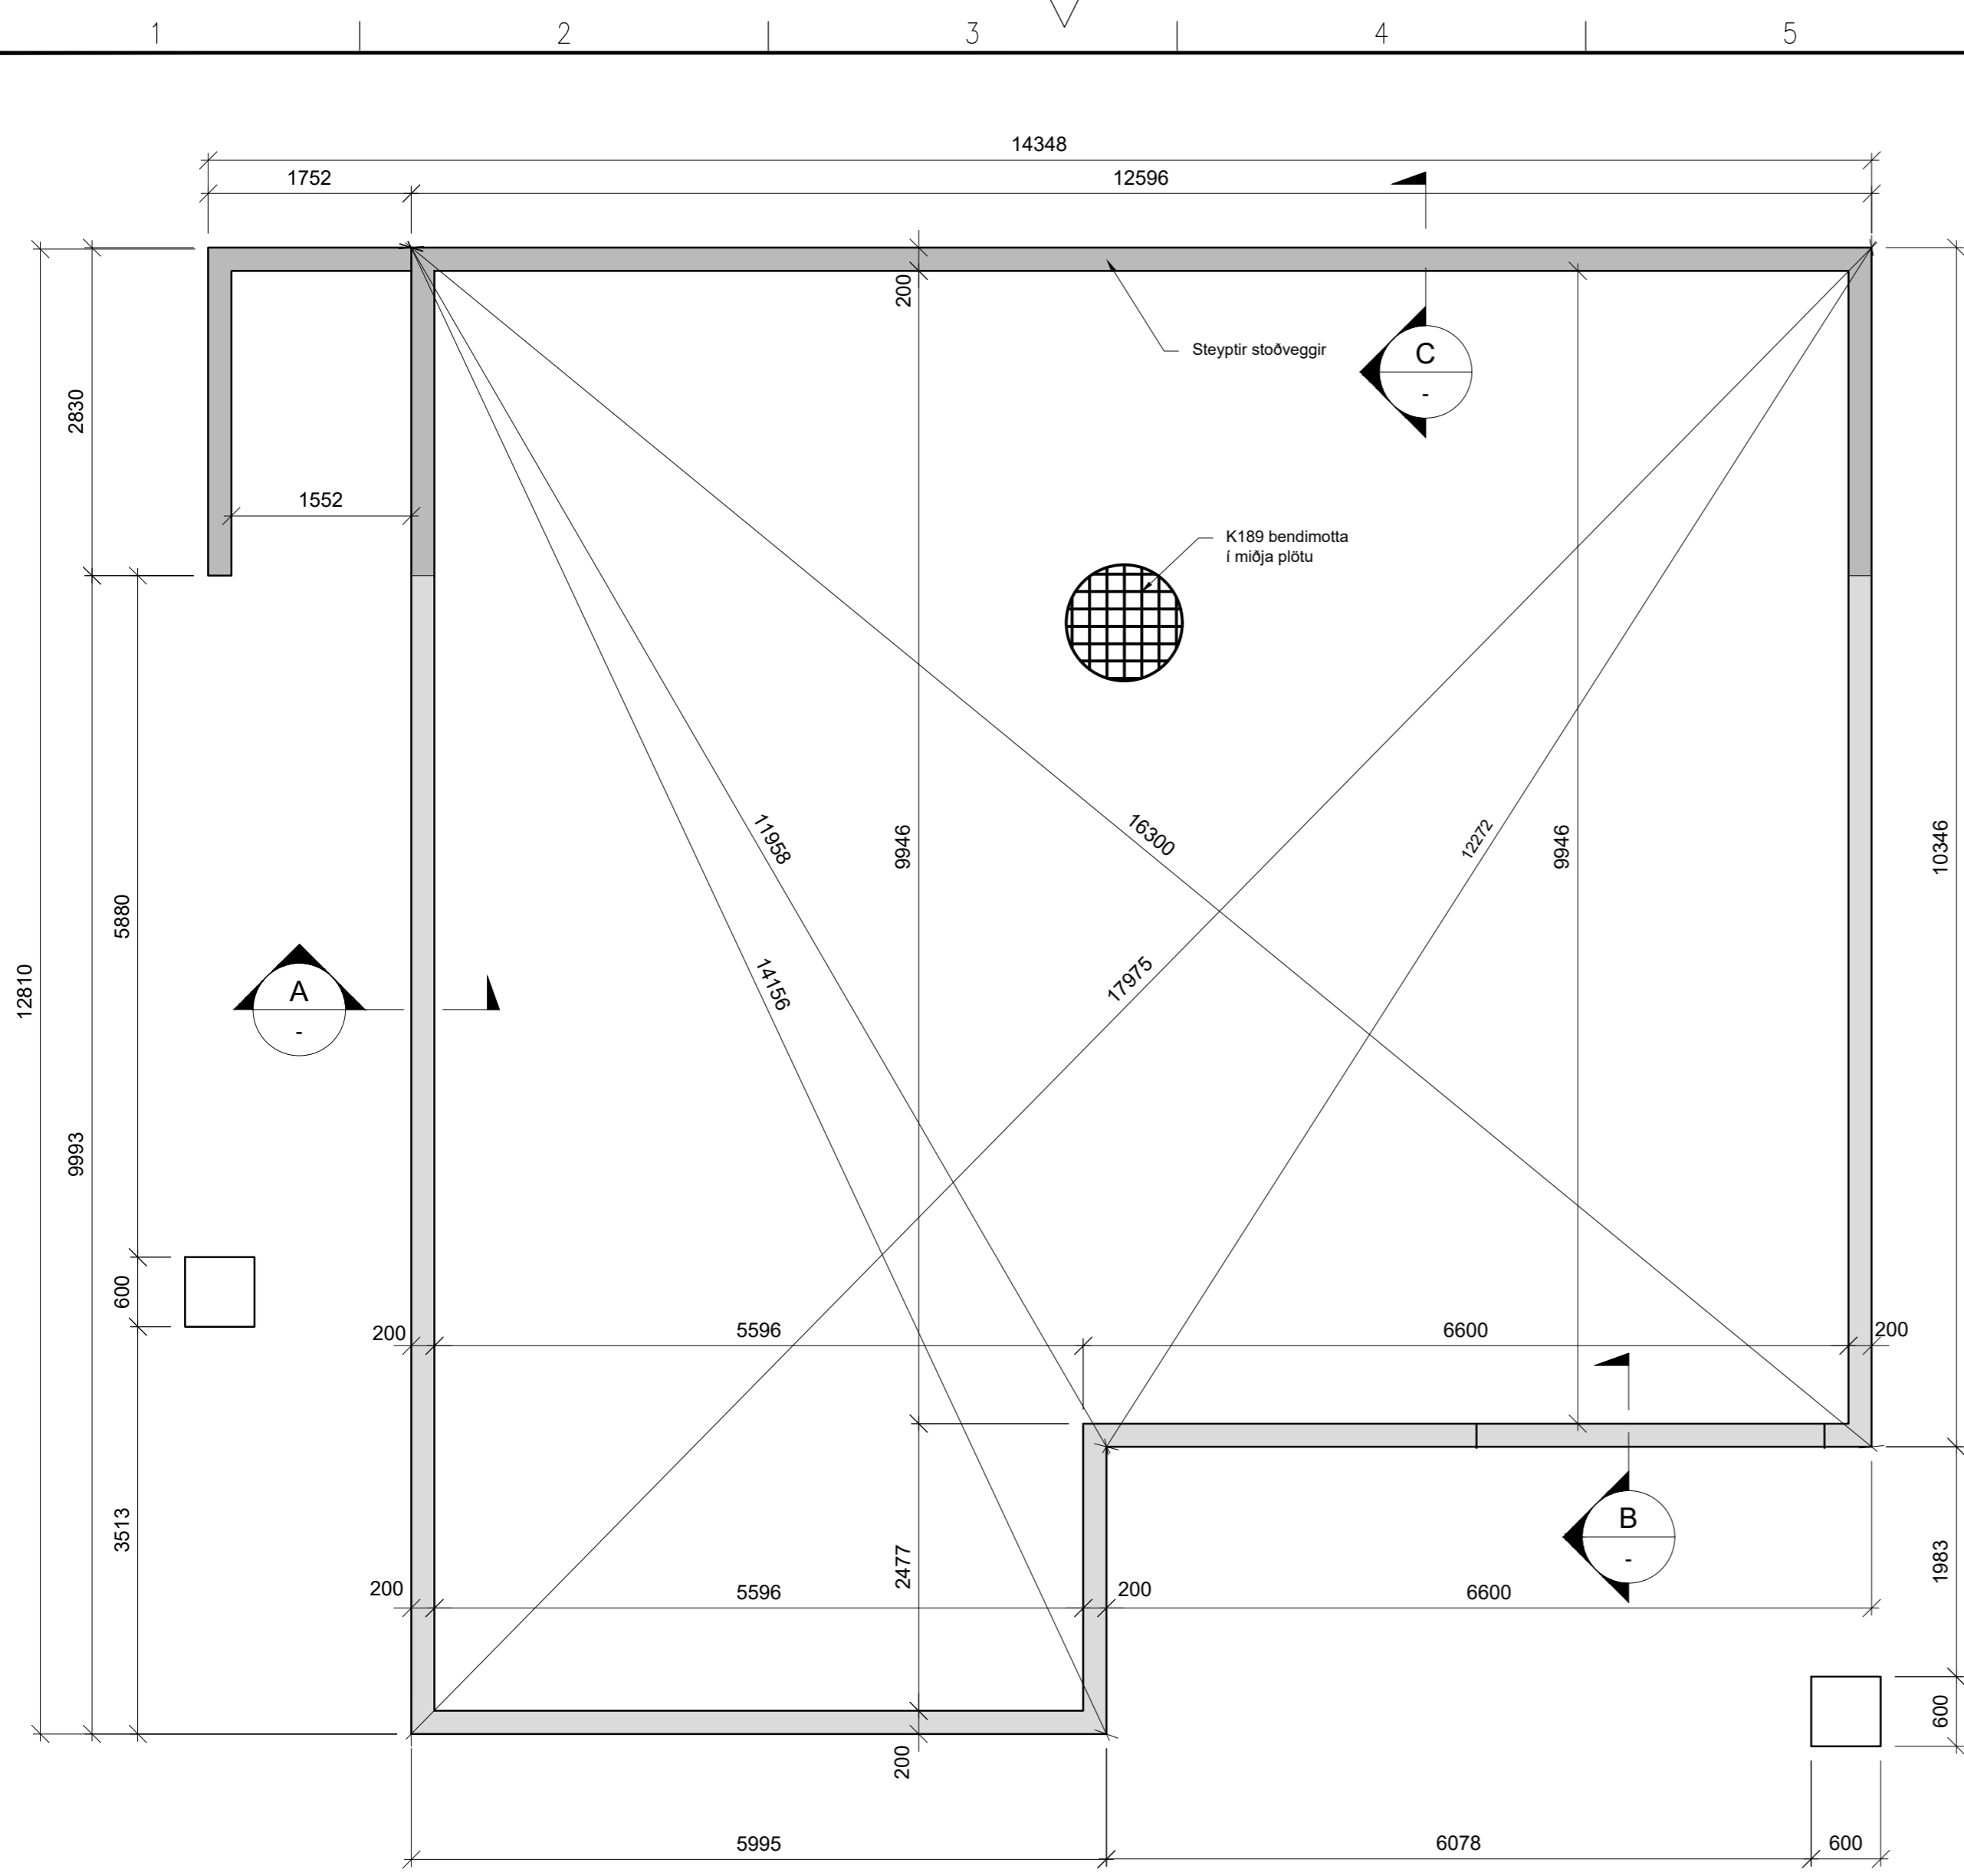 1 2 3 4 5
14348
1752 12596
200
Steyptir stoðveggir
C
-
2830
1552
K189 bendimotta
í miðja plötu
11958
9946
16300
12272
9946
10346
5880
12810
A
-
14156
17975
9993
600
200 5596 6600 200
3513
2477
B
-
1983
200 5596 200 6600
600
200
5995 6078 600